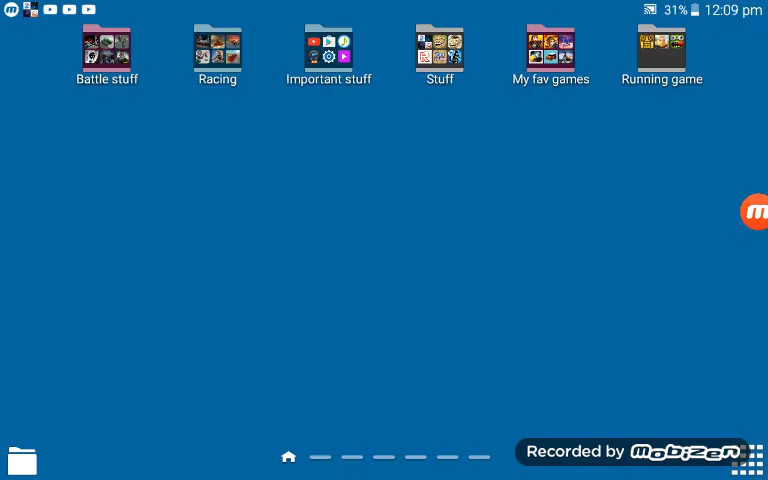 31% 12:09 pm
Battle stuff Racing Important stuff Stuff My fav games Running game
Recorded by Mobizen